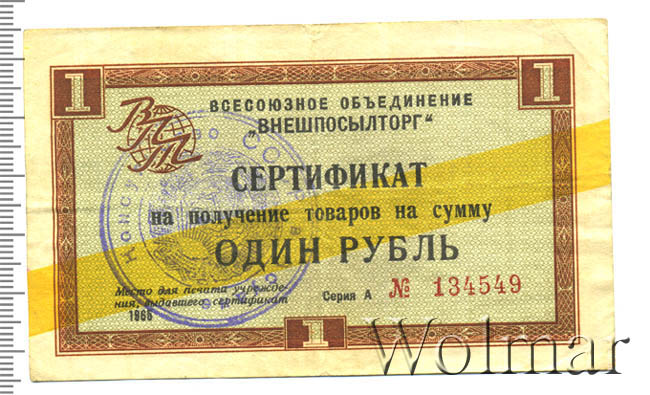 1 1
ВПТ
ВСЕСОЮЗНОЕ ОБЪЕДИНЕНИЕ
„ВНЕШПОСЫЛТОРГ"
СЕРТИФИКАТ
на получение товаров на сумму
ОДИН РУБЛЬ
Место для печати учрежде-
ния, выдавшего сертификат
1966
Серия А № 134549
1
Wolmar